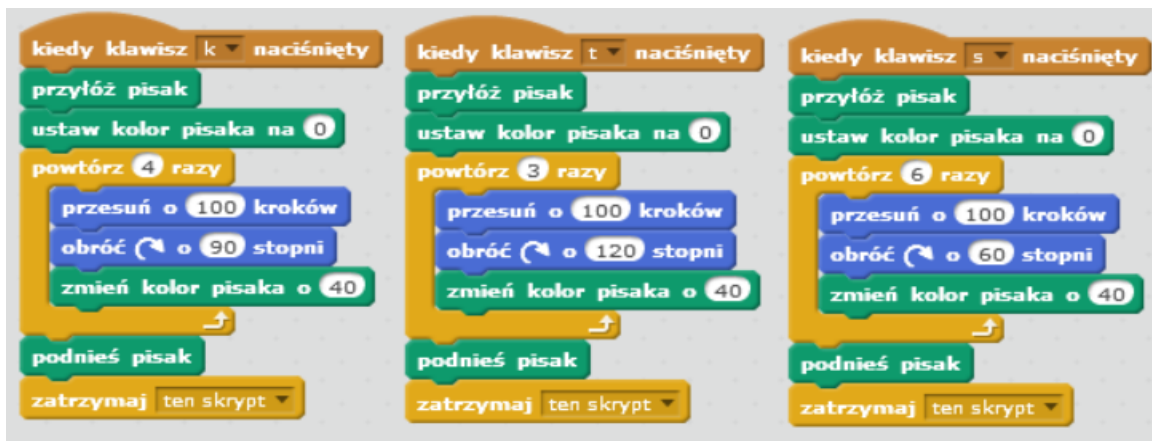 kiedy klawisz k naciśnięty
przyłóż pisak
ustaw kolor pisaka na 0
powtórz 4 razy
przesuń o 100 kroków
obróć o 90 stopni
zmień kolor pisaka o 40
podnieś pisak
zatrzymaj ten skrypt
kiedy klawisz t naciśnięty
przyłóż pisak
ustaw kolor pisaka na 0
powtórz 3 razy
przesuń o 100 kroków
obróć o 120 stopni
zmień kolor pisaka o 40
podnieś pisak
zatrzymaj ten skrypt
kiedy klawisz s naciśnięty
przyłóż pisak
ustaw kolor pisaka na 0
powtórz 6 razy
przesuń o 100 kroków
obróć o 60 stopni
zmień kolor pisaka o 40
podnieś pisak
zatrzymaj ten skrypt